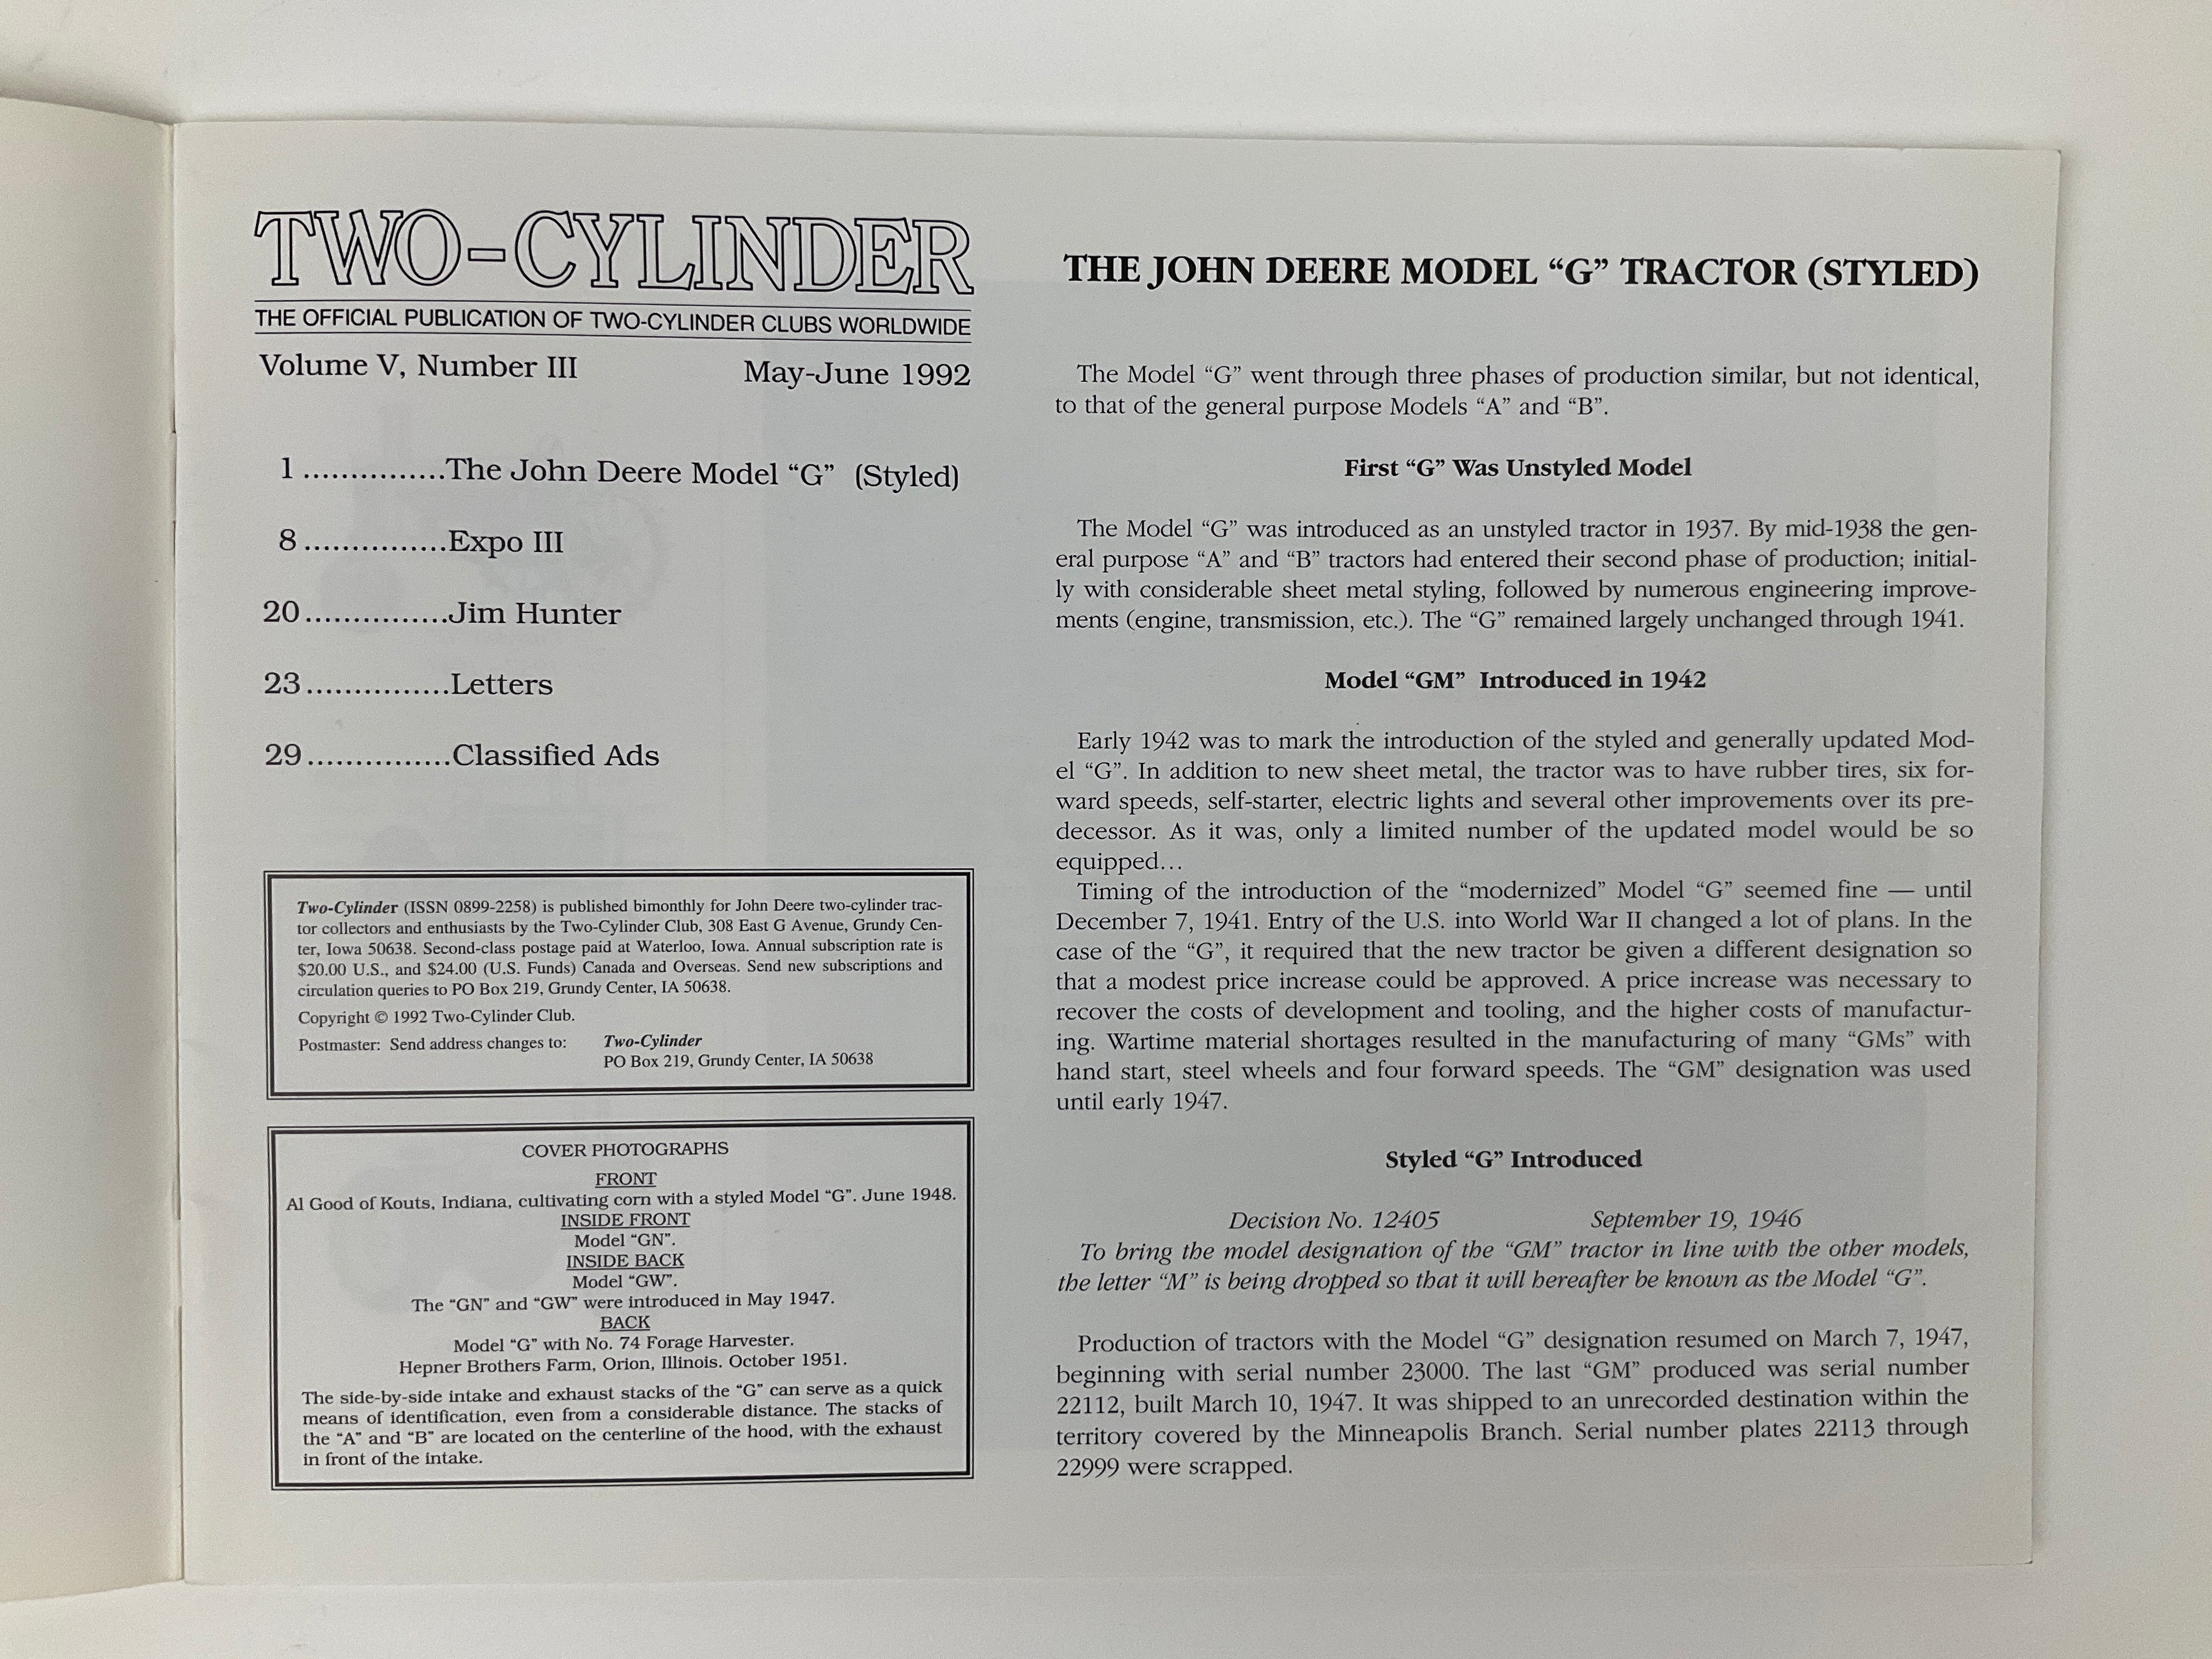 TWO-CYLINDER
THE OFFICIAL PUBLICATION OF TWO-CYLINDER CLUBS WORLDWIDE
Volume V, Number III May-June 1992
1 ...............The John Deere Model “G” (Styled)
8 ...............Expo III
20 ...............Jim Hunter
23 ...............Letters
29 ...............Classified Ads
Two-Cylinder (ISSN 0899-2258) is published bimonthly for John Deere two-cylinder trac-
tor collectors and enthusiasts by the Two-Cylinder Club, 308 East G Avenue, Grundy Cen-
ter, Iowa 50638. Second-class postage paid at Waterloo, Iowa. Annual subscription rate is
$20.00 U.S., and $24.00 (U.S. Funds) Canada and Overseas. Send new subscriptions and
circulation queries to PO Box 219, Grundy Center, IA 50638.
Copyright © 1992 Two-Cylinder Club.
Postmaster: Send address changes to: Two-Cylinder
PO Box 219, Grundy Center, IA 50638
COVER PHOTOGRAPHS
FRONT
Al Good of Kouts, Indiana, cultivating corn with a styled Model “G”. June 1948.
INSIDE FRONT
Model “GN”.
INSIDE BACK
Model “GW”.
The “GN” and “GW” were introduced in May 1947.
BACK
Model “G” with No. 74 Forage Harvester.
Hepner Brothers Farm, Orion, Illinois. October 1951.
The side-by-side intake and exhaust stacks of the “G” can serve as a quick
means of identification, even from a considerable distance. The stacks of
the “A” and “B” are located on the centerline of the hood, with the exhaust
in front of the intake.
THE JOHN DEERE MODEL “G” TRACTOR (STYLED)
The Model “G” went through three phases of production similar, but not identical,
to that of the general purpose Models “A” and “B”.
First “G” Was Unstyled Model
The Model “G” was introduced as an unstyled tractor in 1937. By mid-1938 the gen-
eral purpose “A” and “B” tractors had entered their second phase of production; initial-
ly with considerable sheet metal styling, followed by numerous engineering improve-
ments (engine, transmission, etc.). The “G” remained largely unchanged through 1941.
Model “GM” Introduced in 1942
Early 1942 was to mark the introduction of the styled and generally updated Mod-
el “G”. In addition to new sheet metal, the tractor was to have rubber tires, six for-
ward speeds, self-starter, electric lights and several other improvements over its pre-
decessor. As it was, only a limited number of the updated model would be so
equipped…
Timing of the introduction of the “modernized” Model “G” seemed fine — until
December 7, 1941. Entry of the U.S. into World War II changed a lot of plans. In the
case of the “G”, it required that the new tractor be given a different designation so
that a modest price increase could be approved. A price increase was necessary to
recover the costs of development and tooling, and the higher costs of manufactur-
ing. Wartime material shortages resulted in the manufacturing of many “GMs” with
hand start, steel wheels and four forward speeds. The “GM” designation was used
until early 1947.
Styled “G” Introduced
Decision No. 12405 September 19, 1946
To bring the model designation of the “GM” tractor in line with the other models,
the letter “M” is being dropped so that it will hereafter be known as the Model “G”.
Production of tractors with the Model “G” designation resumed on March 7, 1947,
beginning with serial number 23000. The last “GM” produced was serial number
22112, built March 10, 1947. It was shipped to an unrecorded destination within the
territory covered by the Minneapolis Branch. Serial number plates 22113 through
22999 were scrapped.